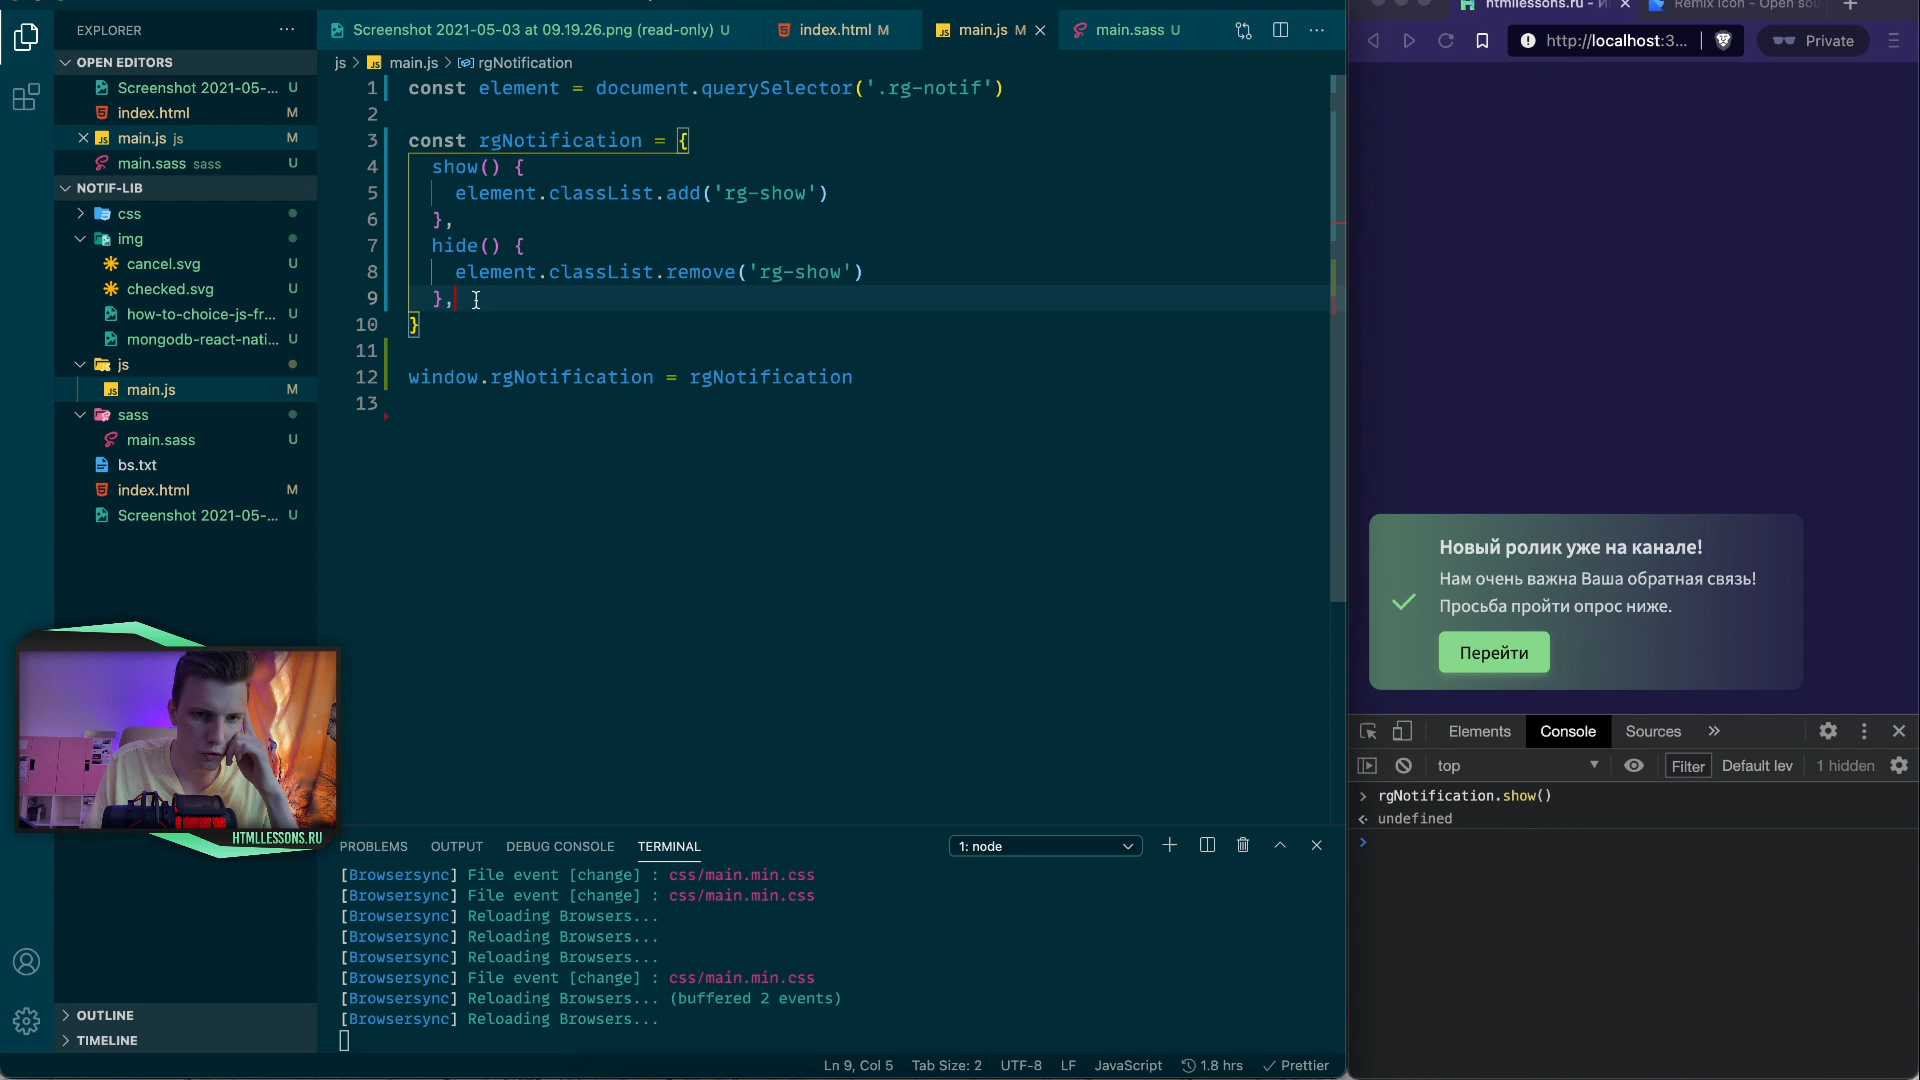 EXPLORER
OPEN EDITORS
Screenshot 2021-05-... U
index.html M
main.js js M
main.sass sass U
NOTIF-LIB
css
img
cancel.svg U
checked.svg U
how-to-choice-js-fr... U
mongodb-react-nati... U
js
main.js M
sass
main.sass U
bs.txt
index.html M
Screenshot 2021-05-... U
OUTLINE
TIMELINE
HTMLLESSONS.RU
Screenshot 2021-05-03 at 09.19.26.png (read-only) U
index.html M
main.js M
main.sass U
js > main.js > rgNotification
1 const element = document.querySelector('.rg-notif')
2
3 const rgNotification = {
4 show() {
5 element.classList.add('rg-show')
6 },
7 hide() {
8 element.classList.remove('rg-show')
9 },
10 }
11
12 window.rgNotification = rgNotification
13
PROBLEMS OUTPUT DEBUG CONSOLE TERMINAL 1: node
[Browsersync] File event [change] : css/main.min.css
[Browsersync] File event [change] : css/main.min.css
[Browsersync] Reloading Browsers...
[Browsersync] Reloading Browsers...
[Browsersync] Reloading Browsers...
[Browsersync] File event [change] : css/main.min.css
[Browsersync] Reloading Browsers... (buffered 2 events)
[Browsersync] Reloading Browsers...
Ln 9, Col 5 Tab Size: 2 UTF-8 LF JavaScript 1.8 hrs Prettier
htmllessons.ru - 
Remix Icon - Open sou
http://localhost:3... Private
Новый ролик уже на канале!
Нам очень важна Ваша обратная связь!
Просьба пройти опрос ниже.
Перейти
Elements Console Sources
top Filter Default lev 1 hidden
rgNotification.show()
undefined